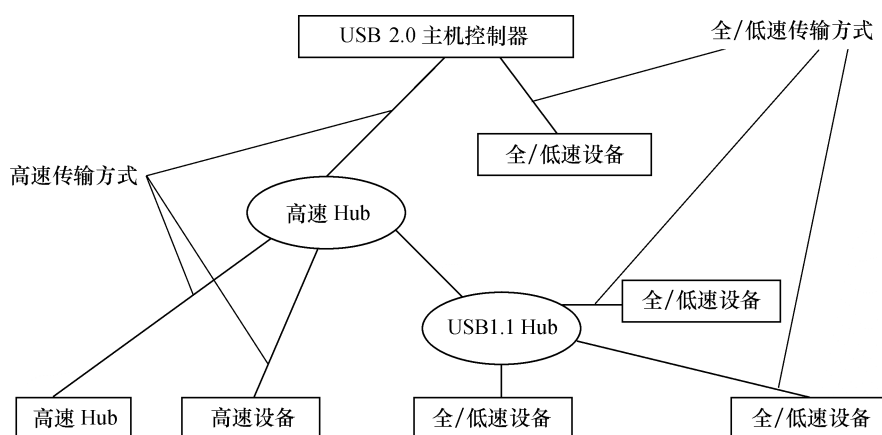 USB 2.0 主机控制器
全/低速传输方式
全/低速设备
高速传输方式
高速 Hub
全/低速设备
USB1.1 Hub
高速 Hub
高速设备
全/低速设备
全/低速设备